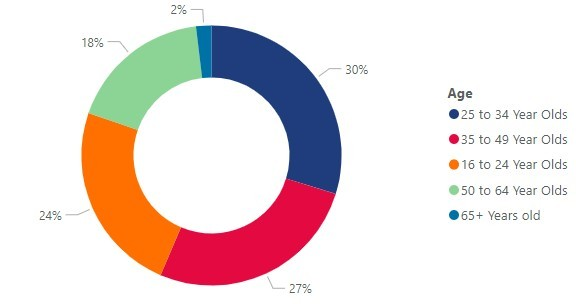 2%
18%
30%
24%
27%
Age
25 to 34 Year Olds
35 to 49 Year Olds
16 to 24 Year Olds
50 to 64 Year Olds
65+ Years old